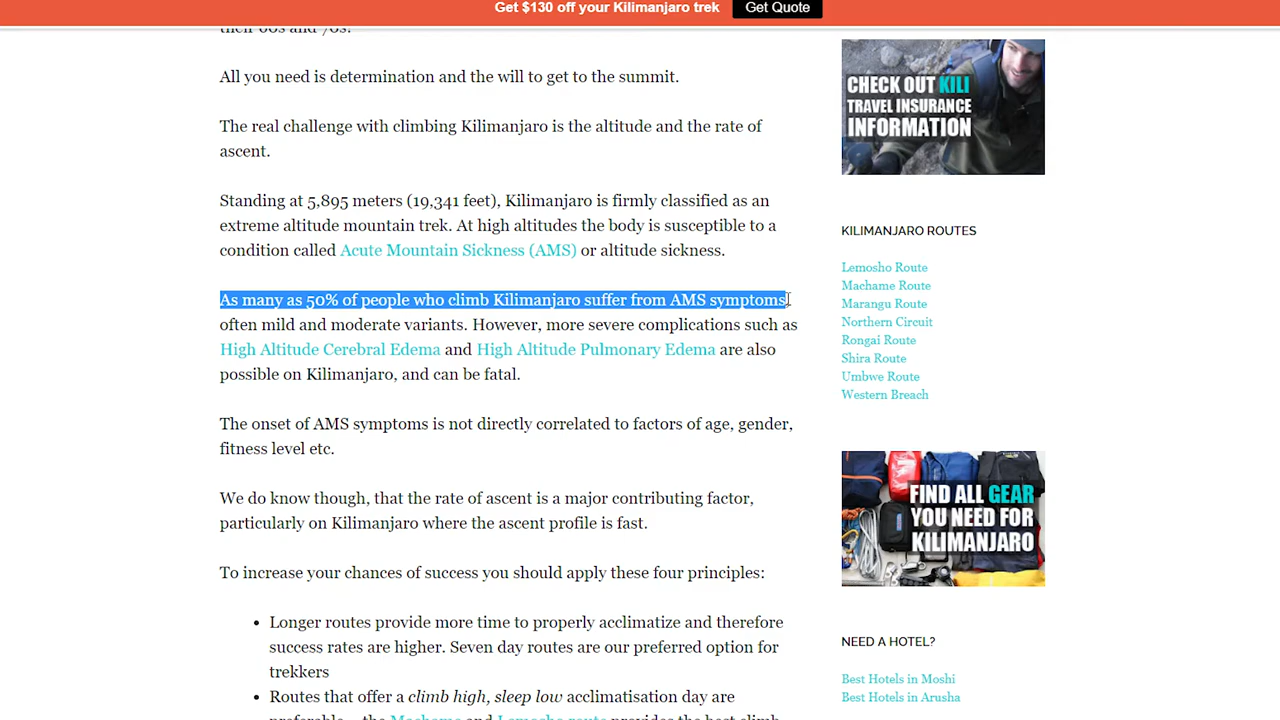 Get $130 off your Kilimanjaro trek
Get Quote
their 60s and 70s!
All you need is determination and the will to get to the summit.
The real challenge with climbing Kilimanjaro is the altitude and the rate of
ascent.
Standing at 5,895 meters (19,341 feet), Kilimanjaro is firmly classified as an
extreme altitude mountain trek. At high altitudes the body is susceptible to a
condition called Acute Mountain Sickness (AMS) or altitude sickness.
As many as 50% of people who climb Kilimanjaro suffer from AMS symptoms,
often mild and moderate variants. However, more severe complications such as
High Altitude Cerebral Edema and High Altitude Pulmonary Edema are also
possible on Kilimanjaro, and can be fatal.
The onset of AMS symptoms is not directly correlated to factors of age, gender,
fitness level etc.
We do know though, that the rate of ascent is a major contributing factor,
particularly on Kilimanjaro where the ascent profile is fast.
To increase your chances of success you should apply these four principles:
• Longer routes provide more time to properly acclimatize and therefore
success rates are higher. Seven day routes are our preferred option for
trekkers
• Routes that offer a climb high, sleep low acclimatisation day are
preferable – the Machame and Lemosho route provides the best climb
CHECK OUT KILI
TRAVEL INSURANCE
INFORMATION
KILIMANJARO ROUTES
Lemosho Route
Machame Route
Marangu Route
Northern Circuit
Rongai Route
Shira Route
Umbwe Route
Western Breach
FIND ALL GEAR
YOU NEED FOR
KILIMANJARO
NEED A HOTEL?
Best Hotels in Moshi
Best Hotels in Arusha